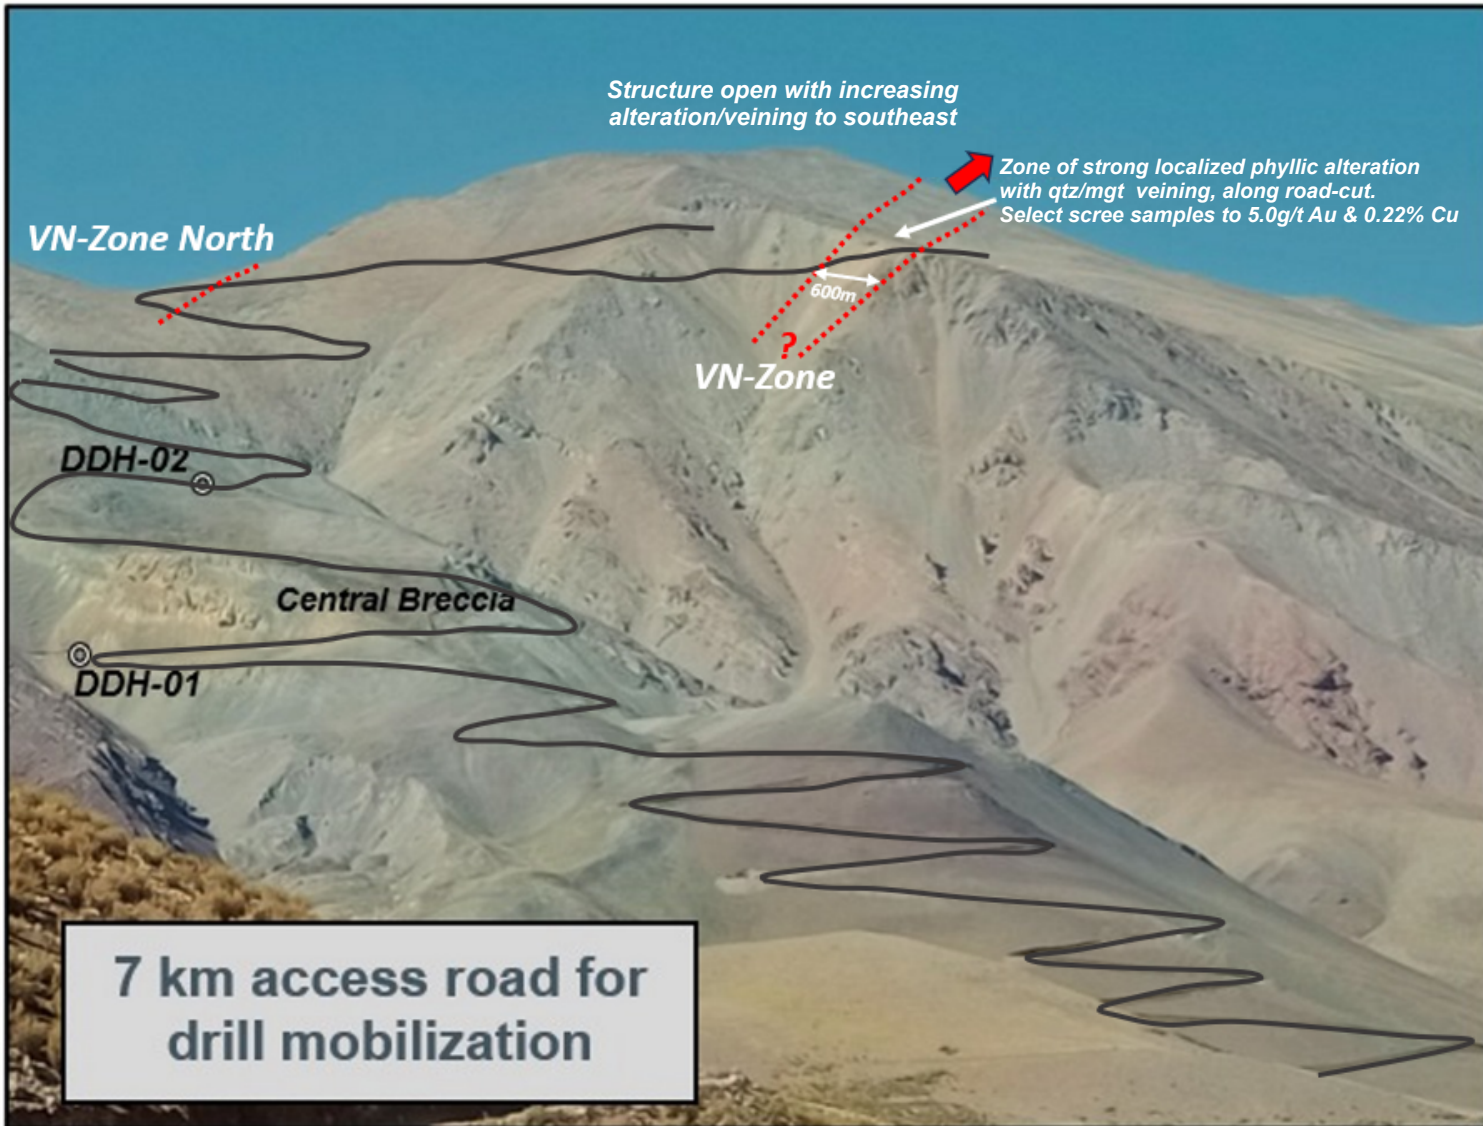 Structure open with increasing
alteration/veining to southeast
Zone of strong localized phyllic alteration
with qtz/mgt veining, along road-cut.
Select scree samples to 5.0g/t Au & 0.22% Cu
VN-Zone North
600m
?
VN-Zone
DDH-02
Central Breccia
DDH-01
7 km access road for
drill mobilization